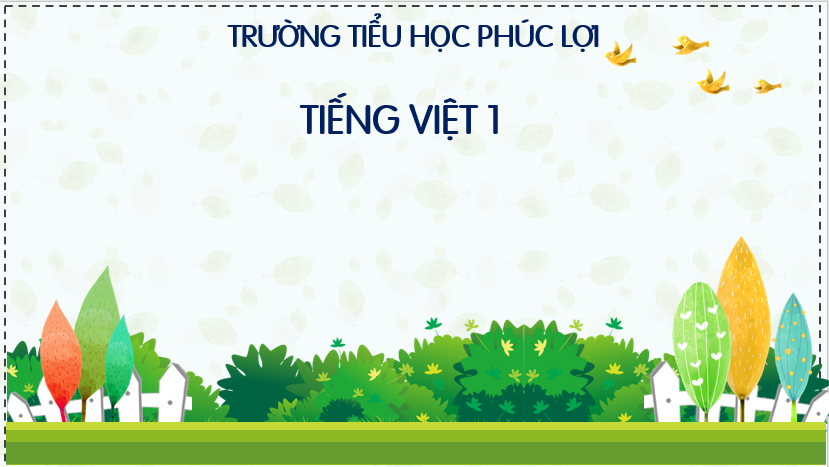 TRƯỜNG TIỂU HỌC PHÚC LỢI
TIẾNG VIỆT 1